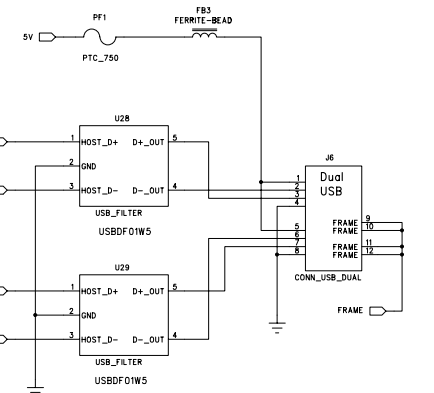 FB3
PF1
FERRITE-BEAD
5V
PTC_750
U28
1 HOST_D+ D+_OUT 5
2 GND
3 HOST_D- D-_OUT 4
USB_FILTER
USBDF01W5
J6
Dual
USB
1
2
3
4
5
6
7
8
FRAME 9
FRAME 10
FRAME 11
FRAME 12
CONN_USB_DUAL
FRAME
U29
1 HOST_D+ D+_OUT 5
2 GND
3 HOST_D- D-_OUT 4
USB_FILTER
USBDF01W5